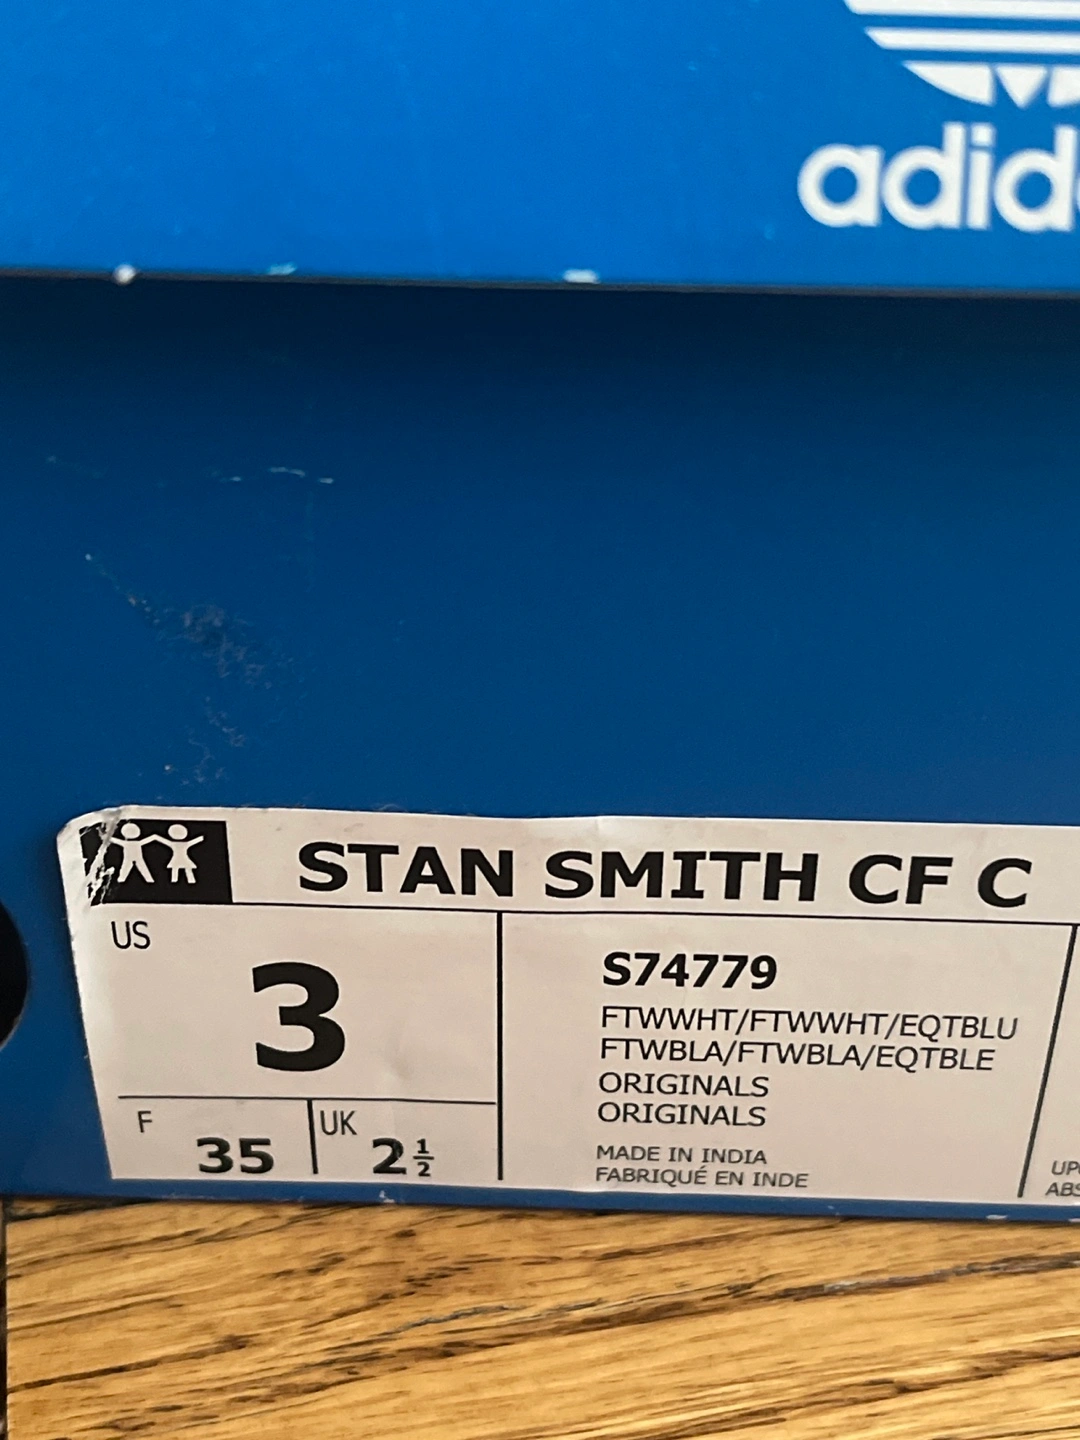 adid
STAN SMITH CF C
US
3
F 35
UK 2½
S74779
FTWWHT/FTWWHT/EQTBLU
FTWBLA/FTWBLA/EQTBLE
ORIGINALS
ORIGINALS
MADE IN INDIA
FABRIQUÉ EN INDE